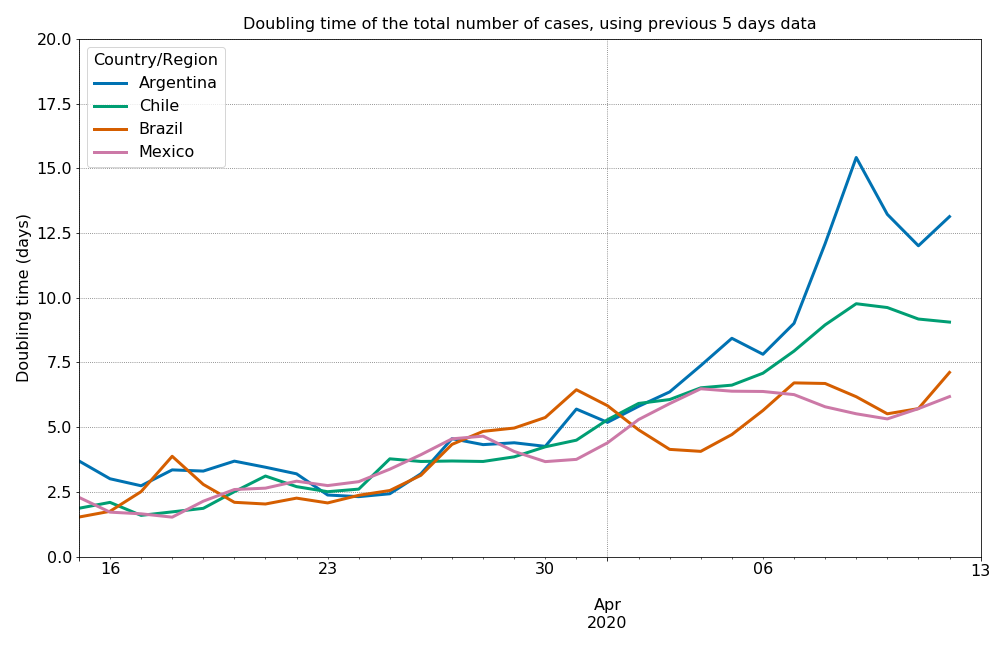 Doubling time of the total number of cases, using previous 5 days data
20.0
17.5
15.0
12.5
10.0
7.5
5.0
2.5
0.0
Doubling time (days)
Country/Region
Argentina
Chile
Brazil
Mexico
16 23 30 06 13
Apr
2020